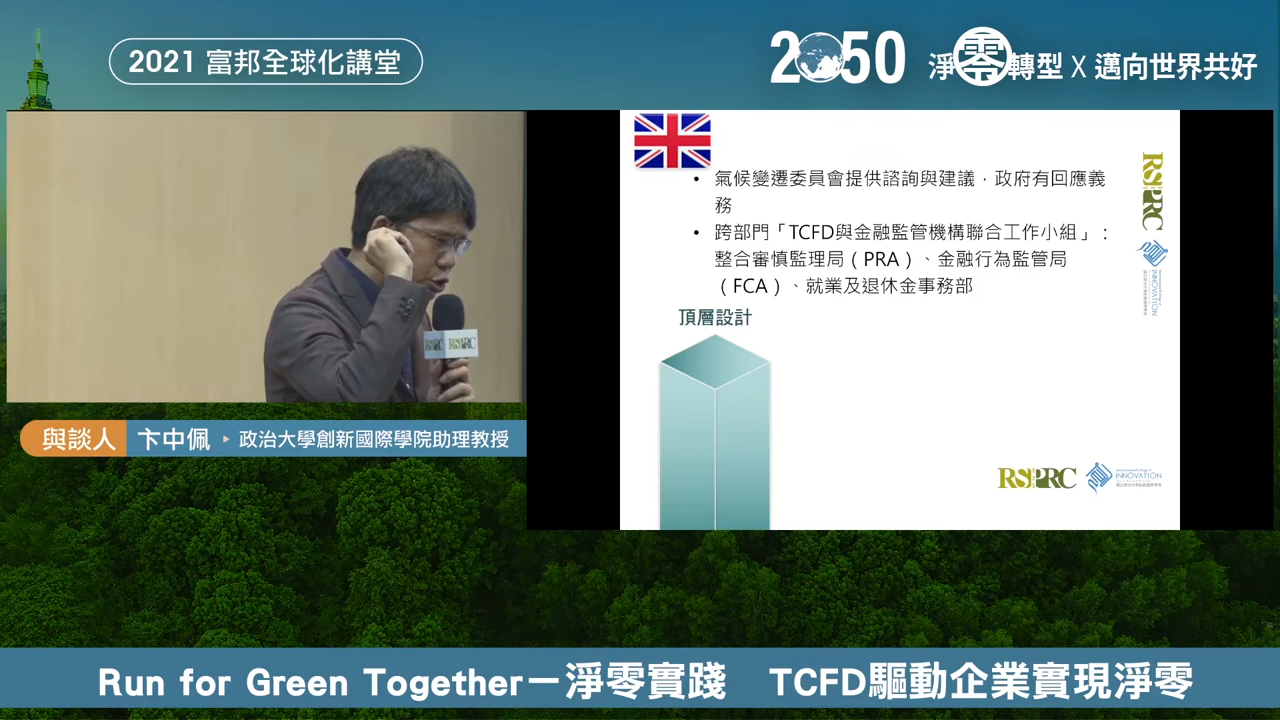 2021 富邦全球化講堂
2050 淨零轉型 X 邁向世界共好
• 氣候變遷委員會提供諮詢與建議，政府有回應義
務
• 跨部門「TCFD與金融監管機構聯合工作小組」：
整合審慎監理局（PRA）、金融行為監管局
（FCA）、就業及退休金事務部
頂層設計
RSPRC
INNOVATION
RSPRC
INNOVATION
RSPRC
RSPRC
與談人 卞中佩 ▸ 政治大學創新國際學院助理教授
Run for Green Together－淨零實踐 TCFD驅動企業實現淨零